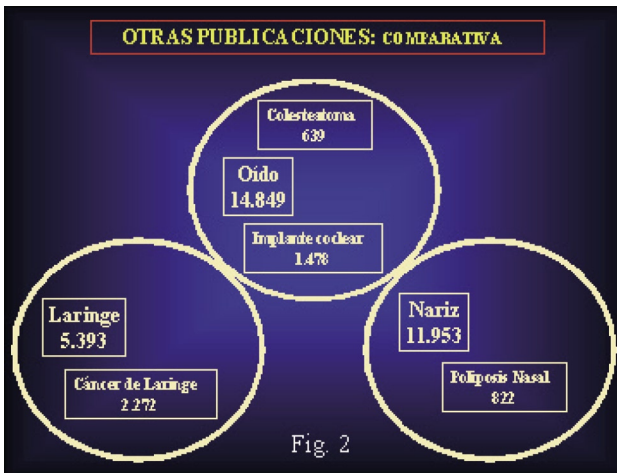 OTRAS PUBLICACIONES: COMPARATIVA
Colesteatoma
639
Oído
14.849
Implante coclear
1.478
Laringe
5.393
Cáncer de Laringe
2.272
Nariz
11.953
Poliposis Nasal
822
Fig. 2